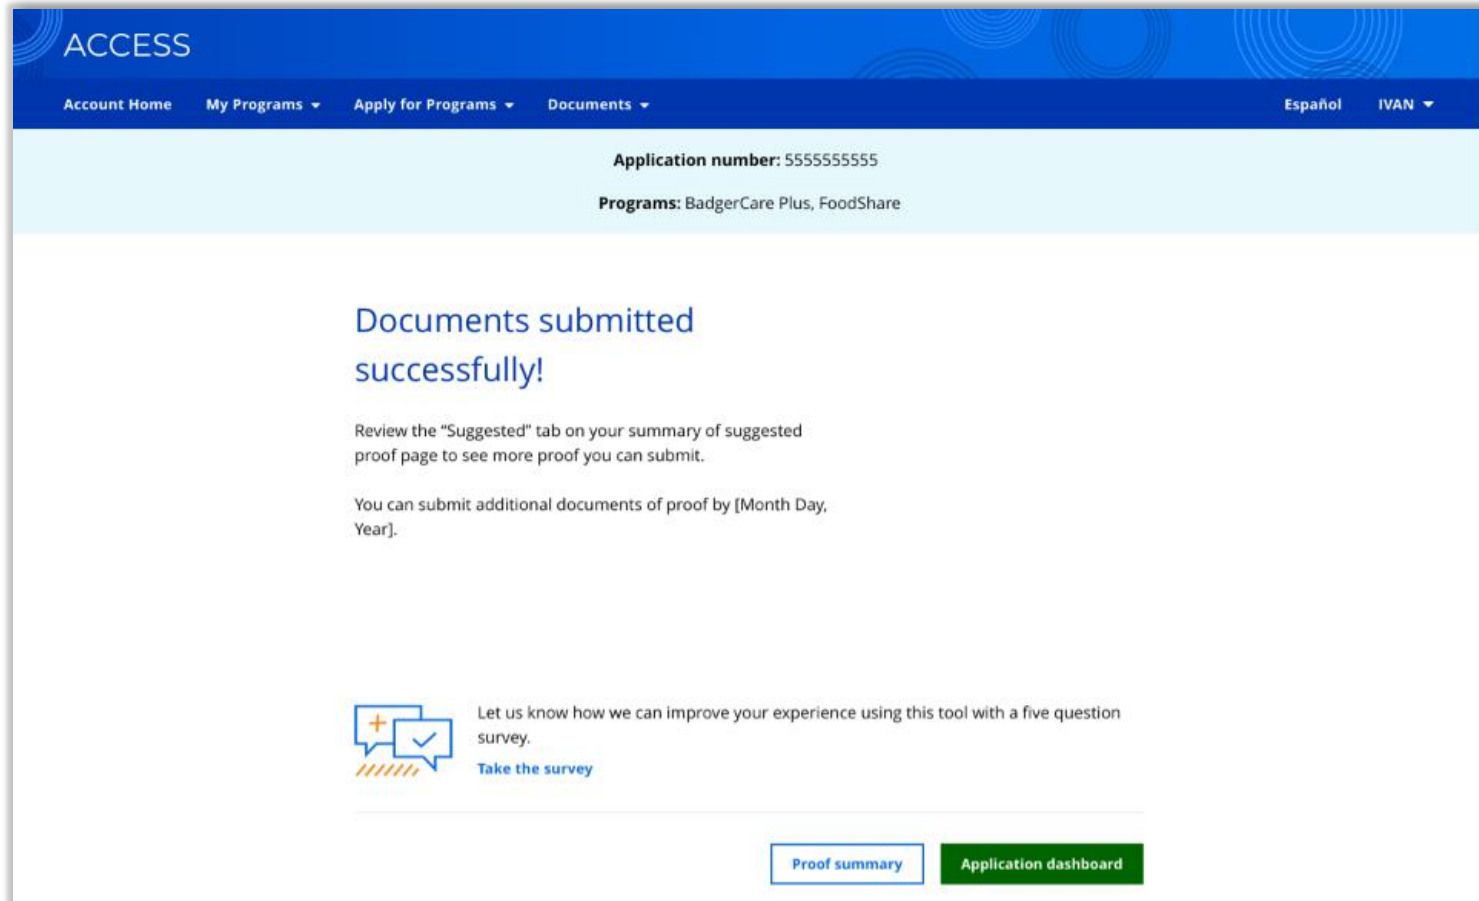 ACCESS
Account Home My Programs Apply for Programs Documents Español IVAN
Application number: 5555555555
Programs: BadgerCare Plus, FoodShare
Documents submitted
successfully!
Review the “Suggested” tab on your summary of suggested
proof page to see more proof you can submit.
You can submit additional documents of proof by [Month Day,
Year].
Let us know how we can improve your experience using this tool with a five question
survey.
Take the survey
Proof summary Application dashboard